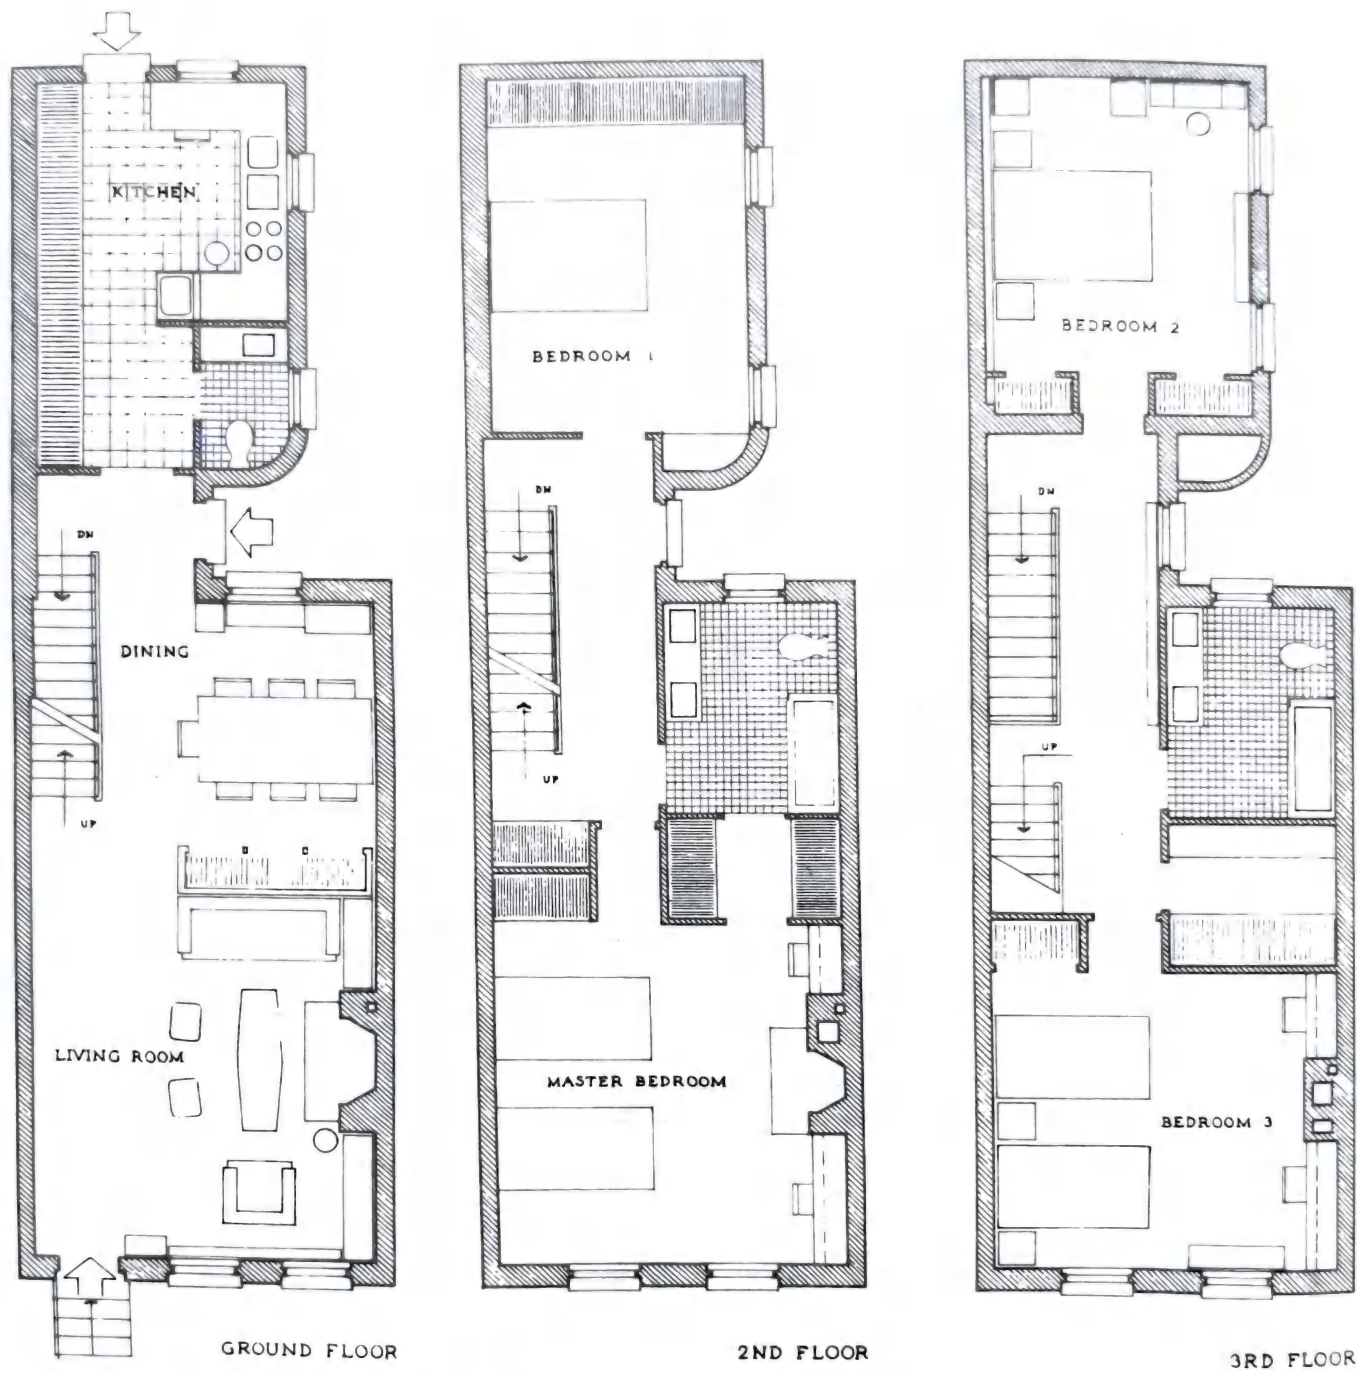 KITCHEN
DN
DINING
UP
LIVING ROOM
GROUND FLOOR
BEDROOM 1
DN
UP
MASTER BEDROOM
2ND FLOOR
BEDROOM 2
DN
UP
BEDROOM 3
3RD FLOOR